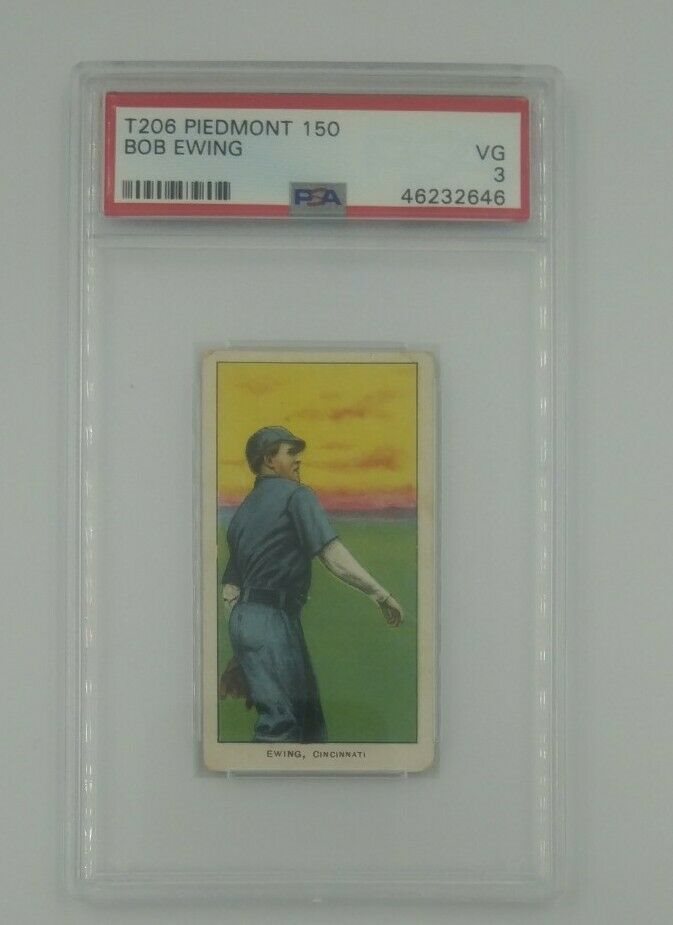 T206 PIEDMONT 150
BOB EWING
VG
3
PSA
46232646
EWING, CINCINNATI